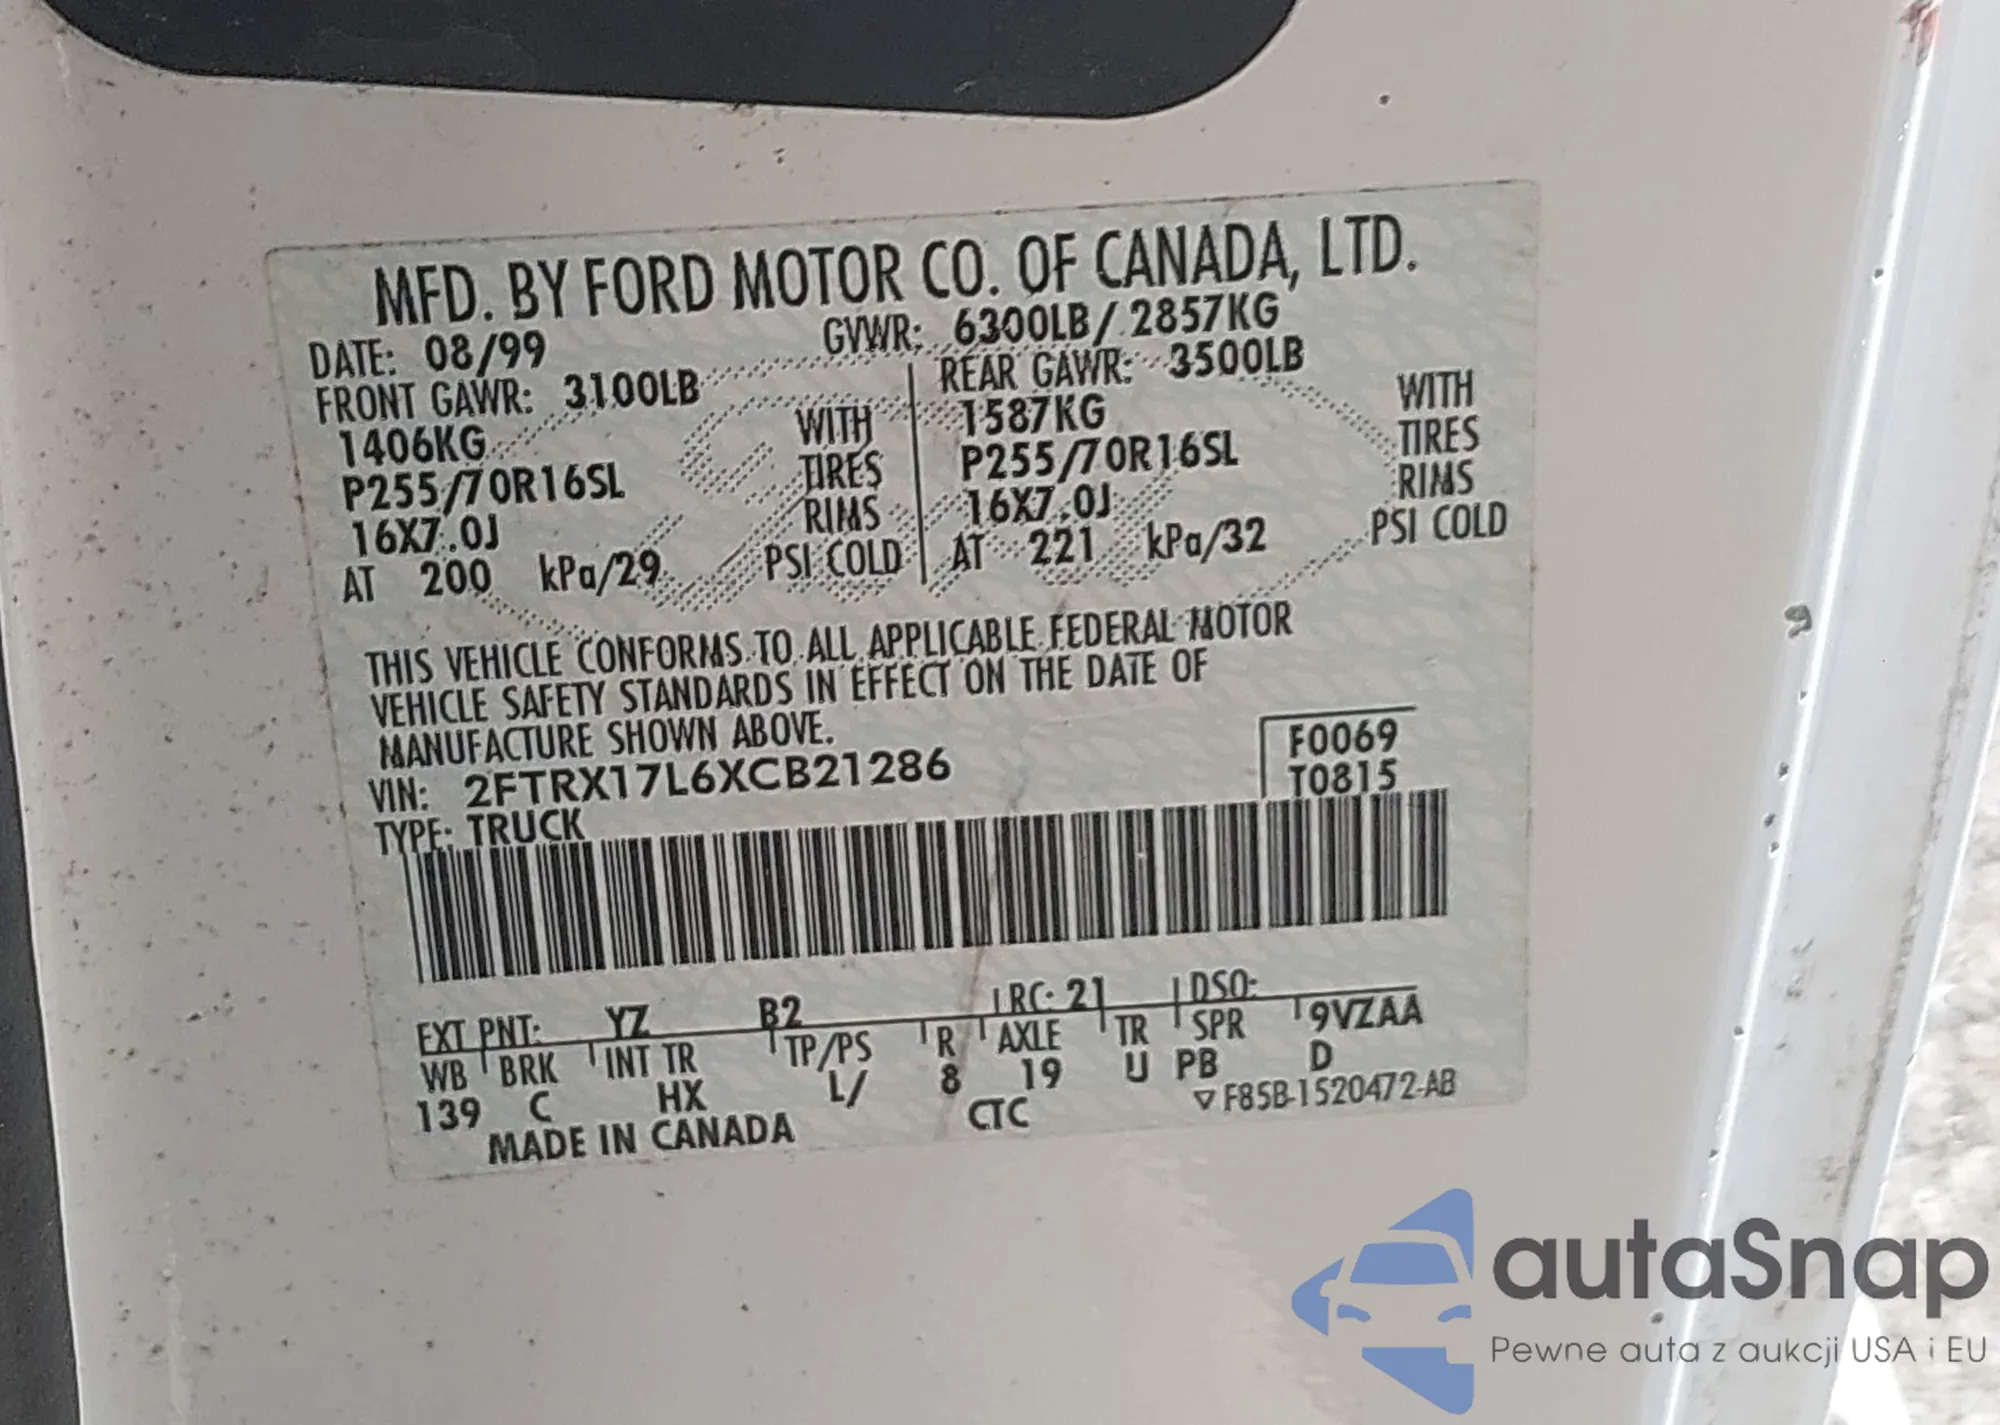 MFD. BY FORD MOTOR CO. OF CANADA, LTD.
DATE: 08/99 GVWR: 6300LB/ 2857KG
FRONT GAWR: 3100LB REAR GAWR: 3500LB
1406KG WITH 1587KG WITH
P255/70R16SL TIRES P255/70R16SL TIRES
16X7.0J RIMS 16X7.0J RIMS
AT 200 kPa/29 PSI COLD AT 221 kPa/32 PSI COLD
THIS VEHICLE CONFORMS TO ALL APPLICABLE FEDERAL MOTOR
VEHICLE SAFETY STANDARDS IN EFFECT ON THE DATE OF
MANUFACTURE SHOWN ABOVE.
VIN: 2FTRX17L6XCB21286 F0069
TYPE: TRUCK T0815
EXT PNT: YZ B2 RC: 21 DSO:
WB BRK INT TR TP/PS R AXLE TR SPR 9VZAA
139 C HX L/ 8 19 U PB D
MADE IN CANADA CTC ▽F85B-1520472-AB
autaSnap
Pewne auta z aukcji USA i EU